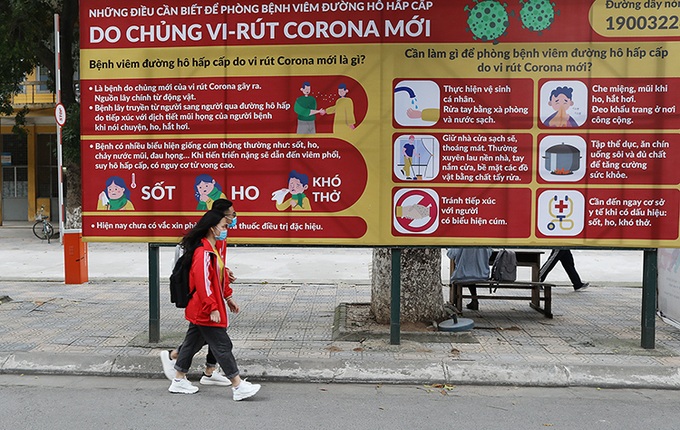 NHỮNG ĐIỀU CẦN BIẾT ĐỂ PHÒNG BỆNH VIÊM ĐƯỜNG HÔ HẤP CẤP
DO CHỦNG VI-RÚT CORONA MỚI
Đường dây nón
1900322
Bệnh viêm đường hô hấp cấp do vi rút Corona mới là gì?
• Là bệnh do chủng mới của vi rút Corona gây ra.
Nguồn lây chính từ động vật.
• Bệnh lây truyền từ người sang người qua đường hô hấp
do tiếp xúc với dịch tiết mũi họng của người bệnh
khi nói chuyện, ho, hắt hơi.
• Bệnh có nhiều biểu hiện giống cúm thông thường như: sốt, ho,
chảy nước mũi, đau họng... Khi tiến triển nặng sẽ dẫn đến viêm phổi,
suy hô hấp cấp, có nguy cơ tử vong cao.
SỐT
HO
KHÓ
THỞ
• Hiện nay chưa có vắc xin phò
thuốc điều trị đặc hiệu.
Cần làm gì để phòng bệnh viêm đường hô hấp cấp
do vi rút Corona mới?
Thực hiện vệ sinh
cá nhân.
Rửa tay bằng xà phòng
và nước sạch.
Che miệng, mũi khi
ho, hắt hơi.
Đeo khẩu trang ở nơi
công cộng.
Giữ nhà cửa sạch sẽ,
thoáng mát. Thường
xuyên lau nền nhà, tay
nắm cửa, bề mặt các đồ
vật bằng chất tẩy rửa.
Tập thể dục, ăn chín
uống sôi và đủ chất
để tăng cường
sức khỏe.
Tránh tiếp xúc
với người
có biểu hiện cúm.
Cần đến ngay cơ sở
y tế khi có dấu hiệu:
sốt, ho, khó thở.